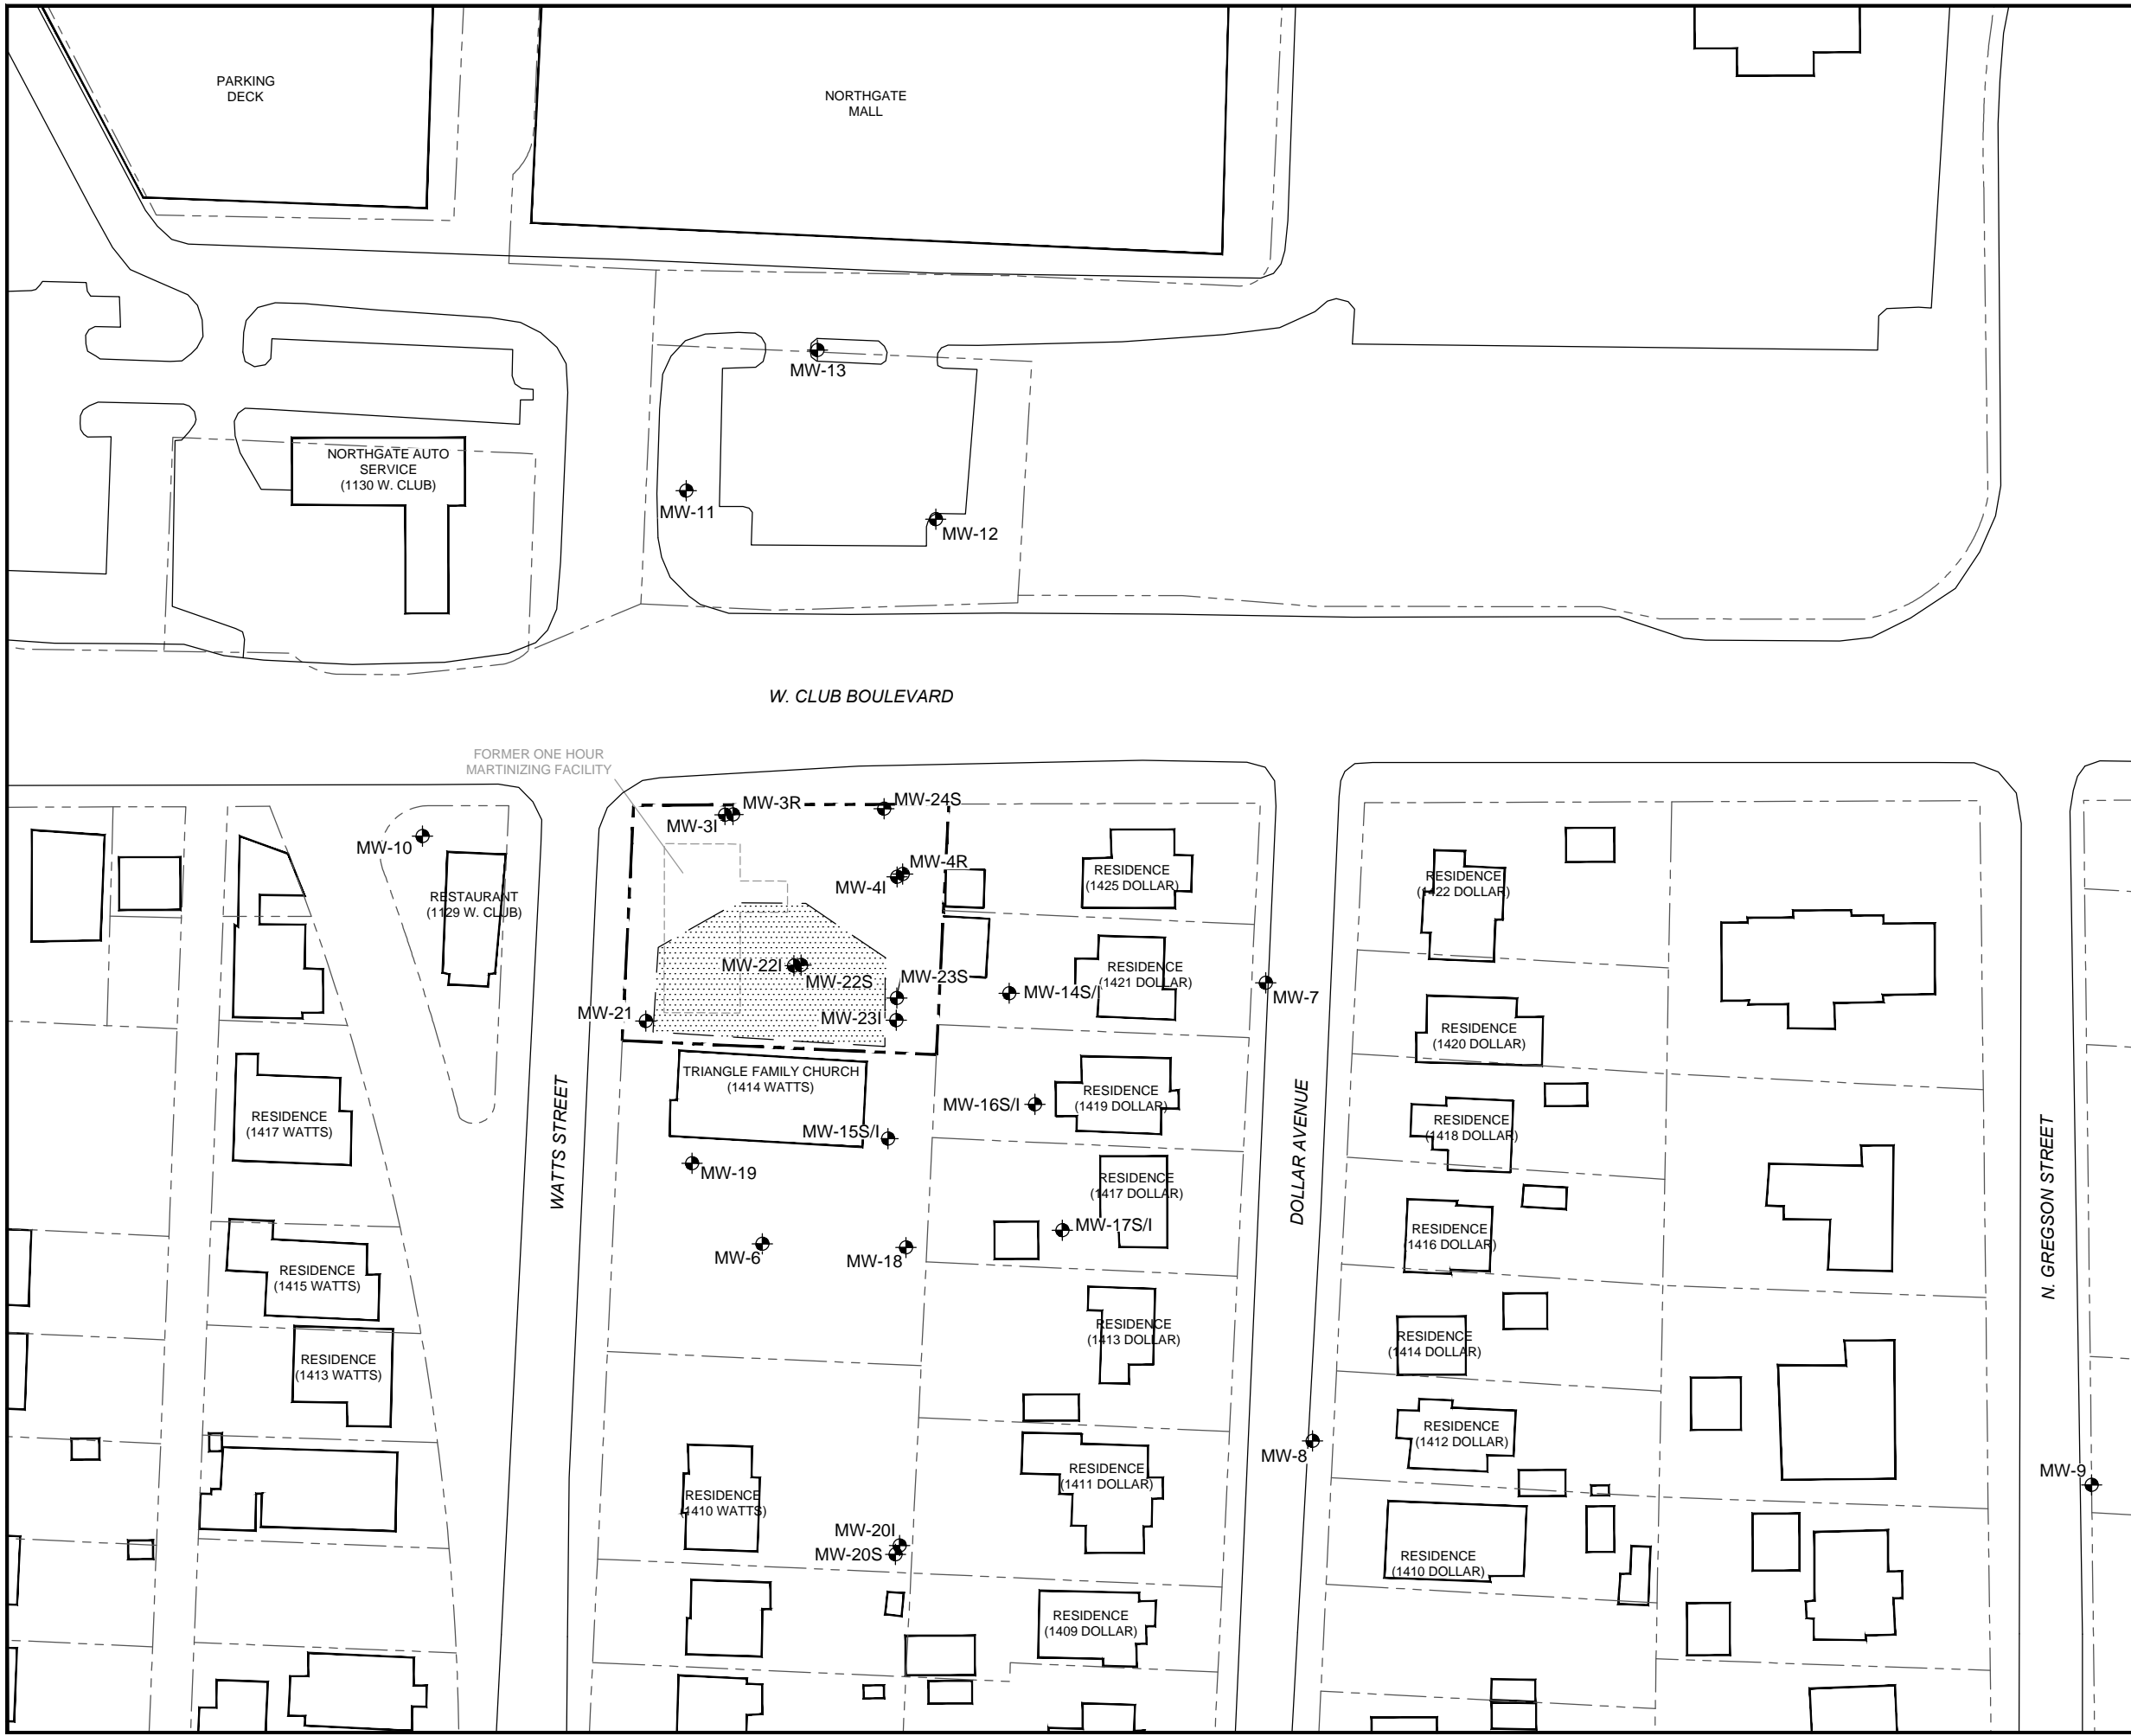 PARKING
DECK
NORTHGATE
MALL
MW-13
NORTHGATE AUTO
SERVICE
(1130 W. CLUB)
MW-11
MW-12
W. CLUB BOULEVARD
FORMER ONE HOUR
MARTINIZING FACILITY
MW-3R
MW-24S
MW-3I
MW-10
MW-4R
MW-4I
RESTAURANT
(1129 W. CLUB)
RESIDENCE
(1425 DOLLAR)
RESIDENCE
(1422 DOLLAR)
MW-22I
MW-22S
MW-23S
RESIDENCE
(1421 DOLLAR)
MW-14S/I
MW-7
MW-21
MW-23I
RESIDENCE
(1420 DOLLAR)
TRIANGLE FAMILY CHURCH
(1414 WATTS)
RESIDENCE
(1417 WATTS)
WATTS STREET
MW-16S/I
RESIDENCE
(1419 DOLLAR)
DOLLAR AVENUE
RESIDENCE
(1418 DOLLAR)
N. GREGSON STREET
MW-15S/I
MW-19
RESIDENCE
(1417 DOLLAR)
MW-17S/I
MW-6
MW-18
RESIDENCE
(1416 DOLLAR)
RESIDENCE
(1415 WATTS)
RESIDENCE
(1413 DOLLAR)
RESIDENCE
(1414 DOLLAR)
RESIDENCE
(1413 WATTS)
RESIDENCE
(1412 DOLLAR)
MW-8
MW-9
RESIDENCE
(1411 DOLLAR)
RESIDENCE
(1410 WATTS)
MW-20I
MW-20S
RESIDENCE
(1410 DOLLAR)
RESIDENCE
(1409 DOLLAR)